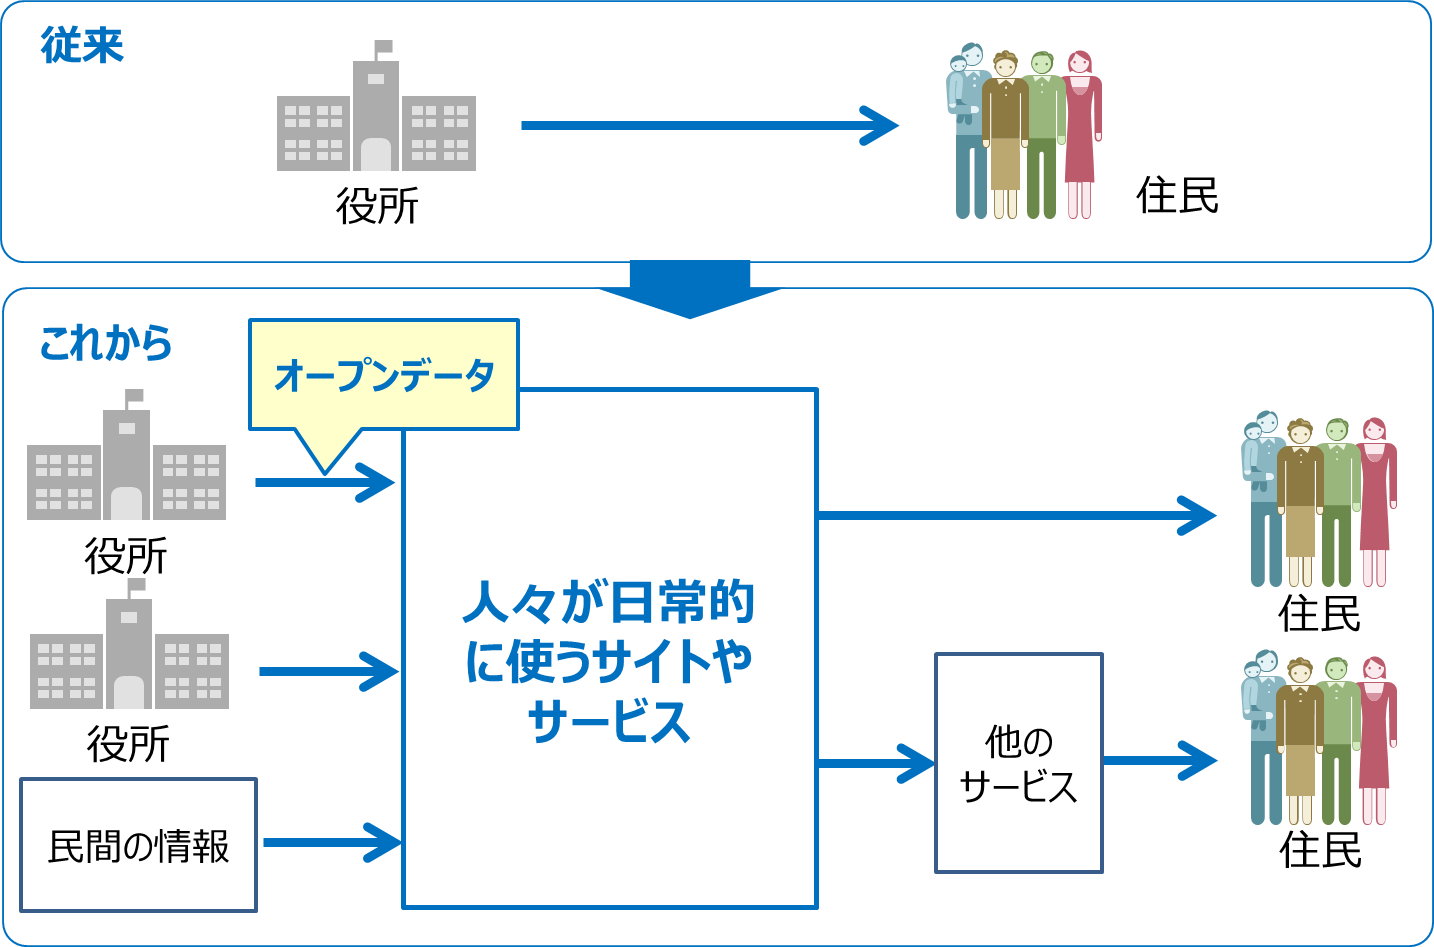 従来
役所
住民
これから
オープンデータ
役所
役所
民間の情報
人々が日常的
に使うサイトや
サービス
他の
サービス
住民
住民